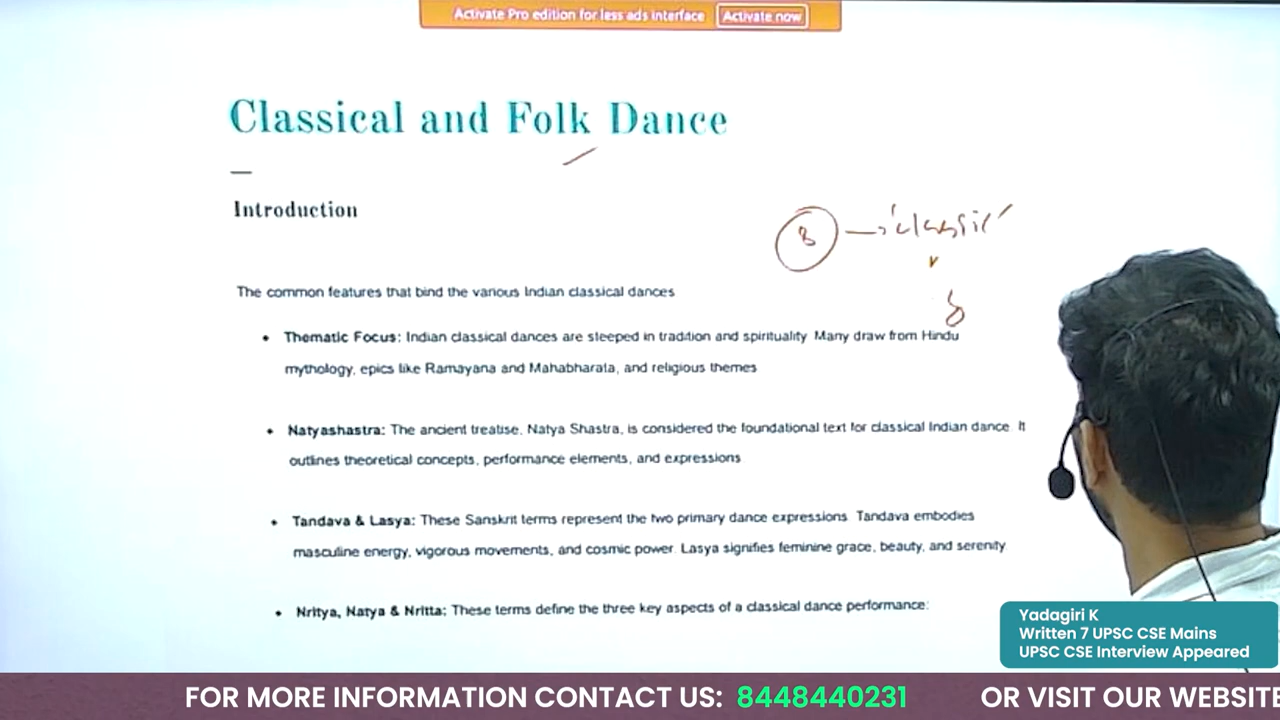 Activate Pro edition for less ads interface Activate now
Classical and Folk Dance
Introduction
8 → 'classic'
8
The common features that bind the various Indian classical dances
• Thematic Focus: Indian classical dances are steeped in tradition and spirituality. Many draw from Hindu
mythology, epics like Ramayana and Mahabharata, and religious themes
• Natyashastra: The ancient treatise, Natya Shastra, is considered the foundational text for classical Indian dance. It
outlines theoretical concepts, performance elements, and expressions
• Tandava & Lasya: These Sanskrit terms represent the two primary dance expressions. Tandava embodies
masculine energy, vigorous movements, and cosmic power. Lasya signifies feminine grace, beauty, and serenity
• Nritya, Natya & Nritta: These terms define the three key aspects of a classical dance performance:
Yadagiri K
Written 7 UPSC CSE Mains
UPSC CSE Interview Appeared
FOR MORE INFORMATION CONTACT US: 8448440231 OR VISIT OUR WEBSITE